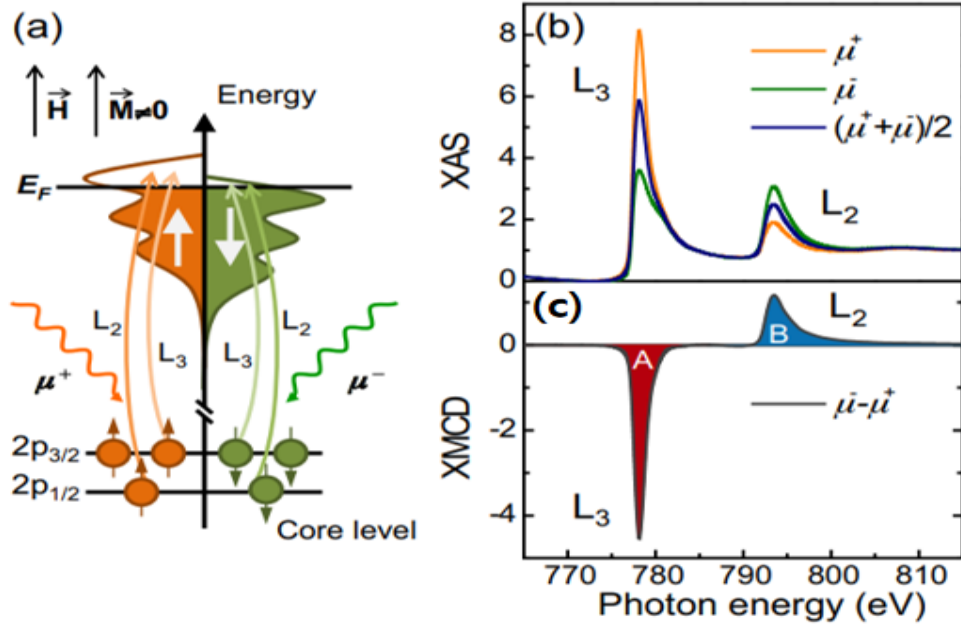 (a)
H⃗ M⃗≠0
Energy
E_F
L₂
L₃
L₃
L₂
μ⁺
μ⁻
2p₃/₂
2p₁/₂
Core level
(b)
XAS
8
6
4
2
0
L₃
μ⁺
μ⁻
(μ⁺+μ⁻)/2
L₂
(c)
XMCD
0
-2
-4
A
B
L₂
L₃
μ⁻-μ⁺
770 780 790 800 810
Photon energy (eV)